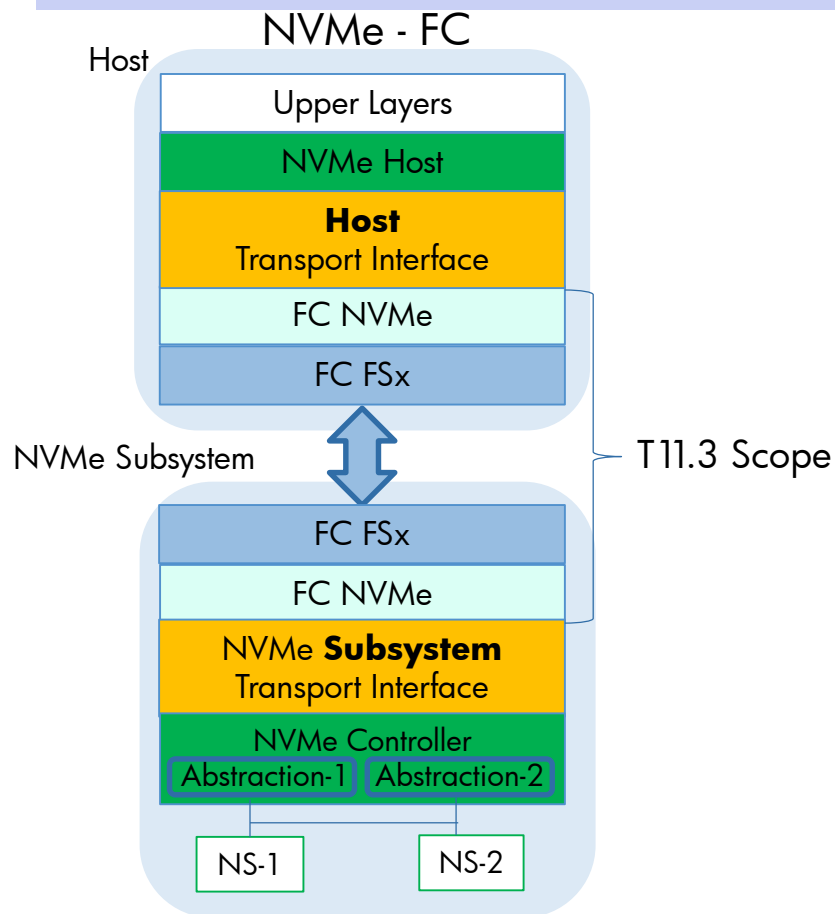 NVMe - FC
Host
Upper Layers
NVMe Host
Host
Transport Interface
FC NVMe
FC FSx
NVMe Subsystem
T11.3 Scope
FC FSx
FC NVMe
NVMe Subsystem
Transport Interface
NVMe Controller
Abstraction-1 Abstraction-2
NS-1 NS-2